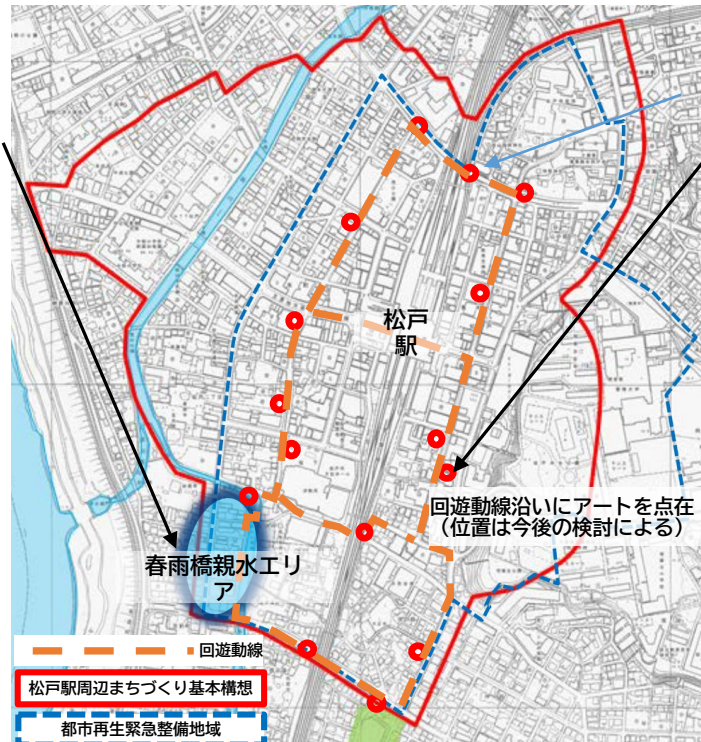 松戸
駅
回遊動線沿いにアートを点在
（位置は今後の検討による）
春雨橋親水エリ
ア
回遊動線
松戸駅周辺まちづくり基本構想
都市再生緊急整備地域